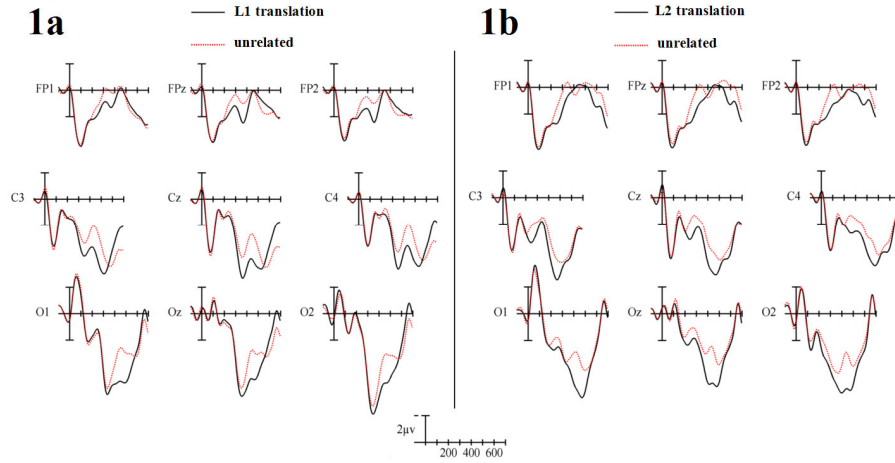 1a
L1 translation
unrelated
FP1 FPz FP2
C3 Cz C4
O1 Oz O2
1b
L2 translation
unrelated
FP1 FPz FP2
C3 Cz C4
O1 Oz O2
2μv
200 400 600